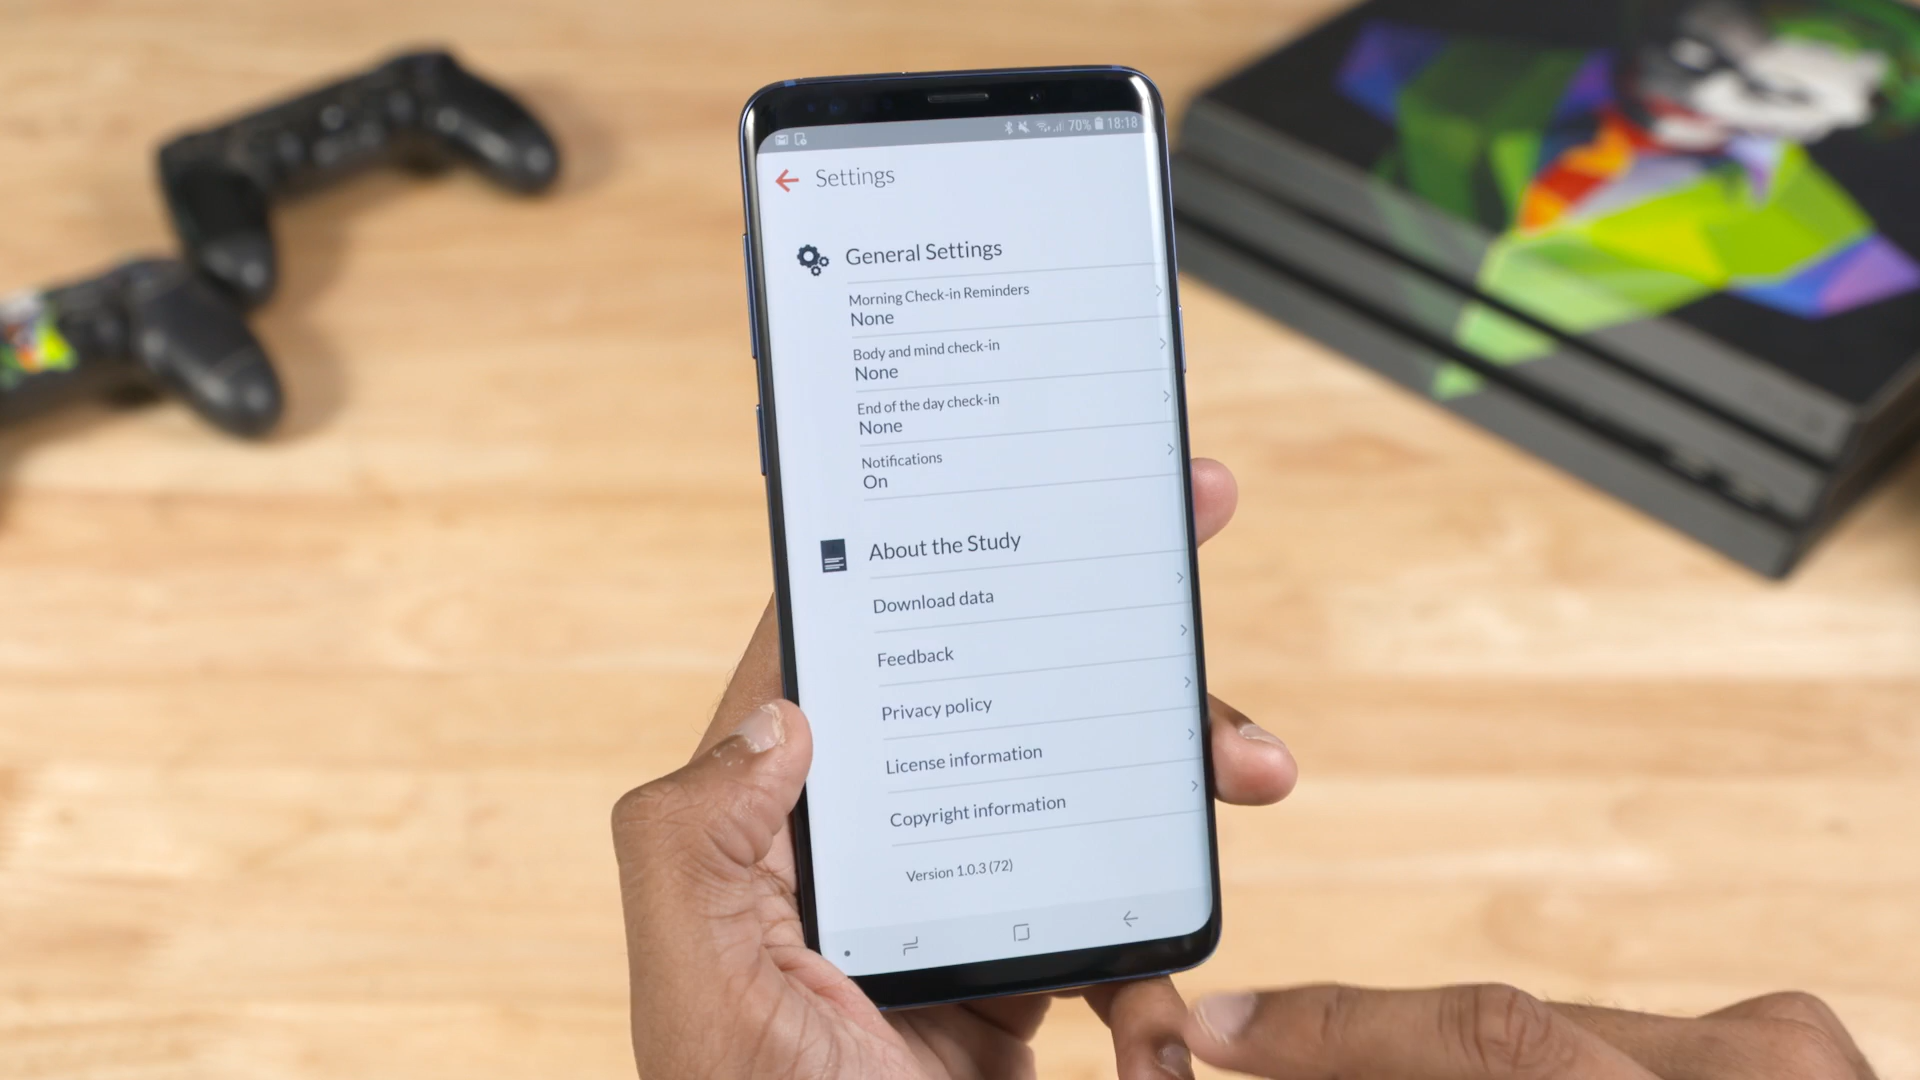 70% 18:18
Settings
General Settings
Morning Check-in Reminders
None
Body and mind check-in
None
End of the day check-in
None
Notifications
On
About the Study
Download data
Feedback
Privacy policy
License information
Copyright information
Version 1.0.3 (72)